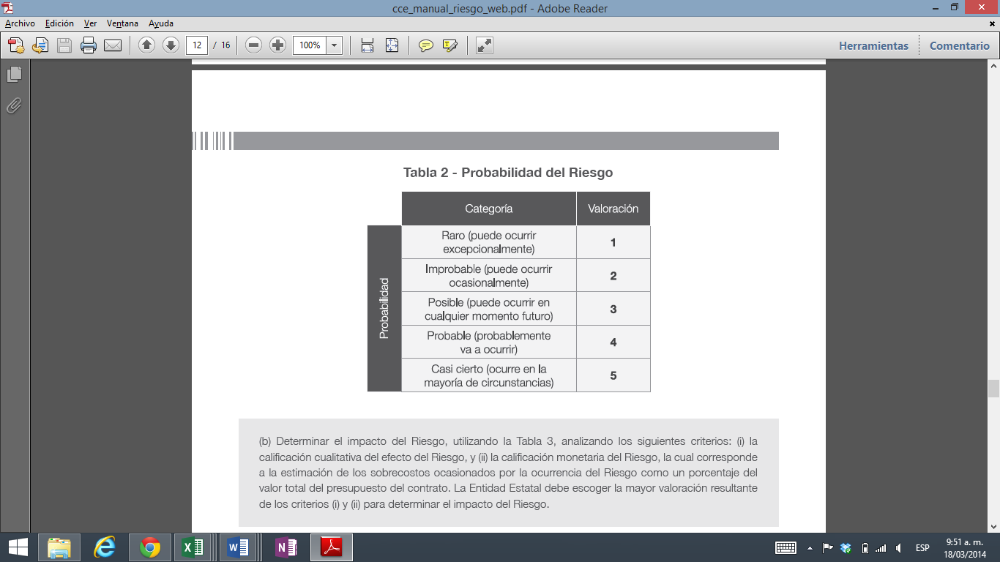 cce_manual_riesgo_web.pdf - Adobe Reader
Archivo Edición Ver Ventana Ayuda
12 / 16 100% Herramientas Comentario
Tabla 2 - Probabilidad del Riesgo
Categoría Valoración
Probabilidad
Raro (puede ocurrir
excepcionalmente) 1
Improbable (puede ocurrir
ocasionalmente) 2
Posible (puede ocurrir en
cualquier momento futuro) 3
Probable (probablemente
va a ocurrir) 4
Casi cierto (ocurre en la
mayoría de circunstancias) 5
(b) Determinar el impacto del Riesgo, utilizando la Tabla 3, analizando los siguientes criterios: (i) la
calificación cualitativa del efecto del Riesgo, y (ii) la calificación monetaria del Riesgo, la cual corresponde
a la estimación de los sobrecostos ocasionados por la ocurrencia del Riesgo como un porcentaje del
valor total del presupuesto del contrato. La Entidad Estatal debe escoger la mayor valoración resultante
de los criterios (i) y (ii) para determinar el impacto del Riesgo.
ESP
9:51 a. m.
18/03/2014